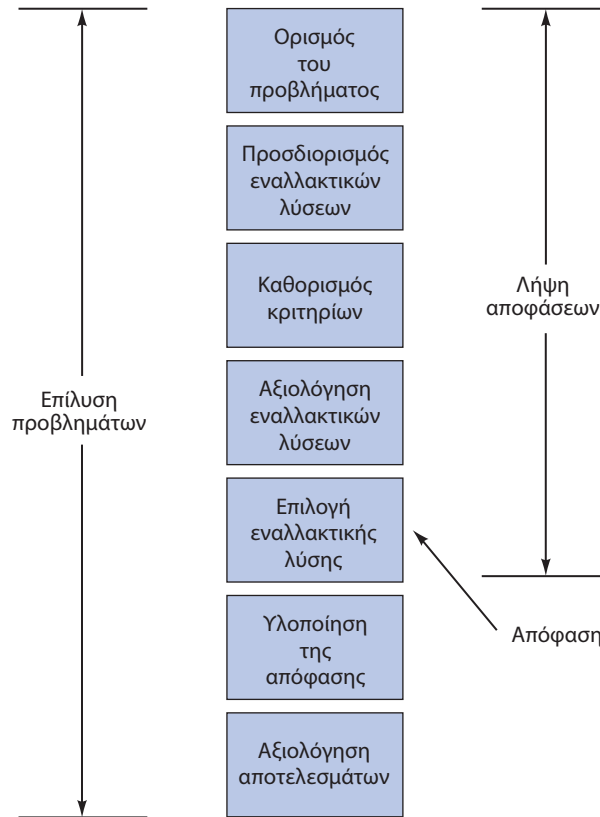 Ορισμός
του
προβλήματος
Προσδιορισμός
εναλλακτικών
λύσεων
Καθορισμός
κριτηρίων
Λήψη
αποφάσεων
Αξιολόγηση
εναλλακτικών
λύσεων
Επίλυση
προβλημάτων
Επιλογή
εναλλακτικής
λύσης
Απόφαση
Υλοποίηση
της
απόφασης
Αξιολόγηση
αποτελεσμάτων